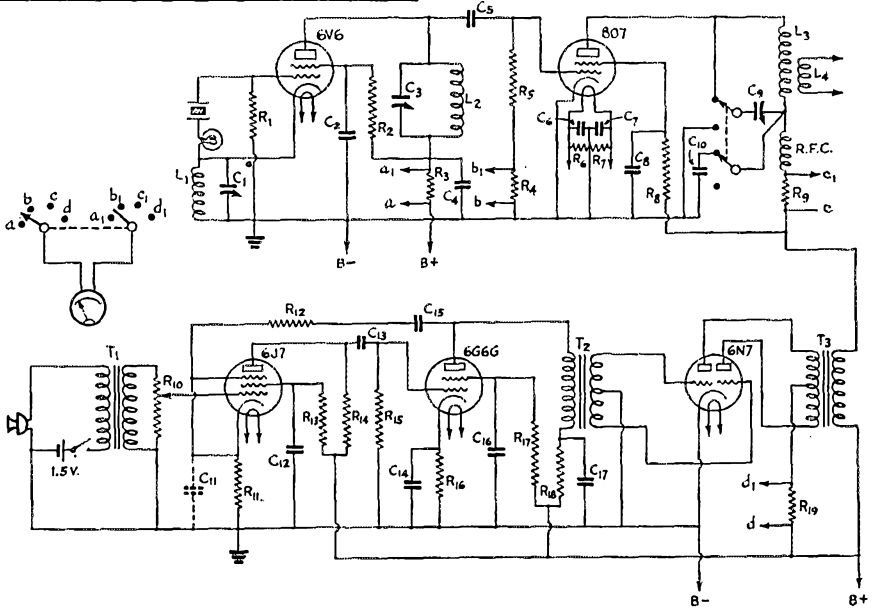 C5
6V6
807
L3
L4
C3
L2
R5
C9
C6
C7
R1
C2
R2
R6
R7
C8
C10
R.F.C.
R8
L1
C1
a1
R3
C4
b1
R4
e1
R9
a
b
c
b
c
d
a
b1
c1
a1
d1
B-
B+
R12
C15
C13
T1
6J7
6G6G
T2
6N7
T3
R10
R13
R14
R15
C16
R17
1.5V.
C11
R11
C12
C14
R16
R18
C17
d1
R19
d
B-
B+